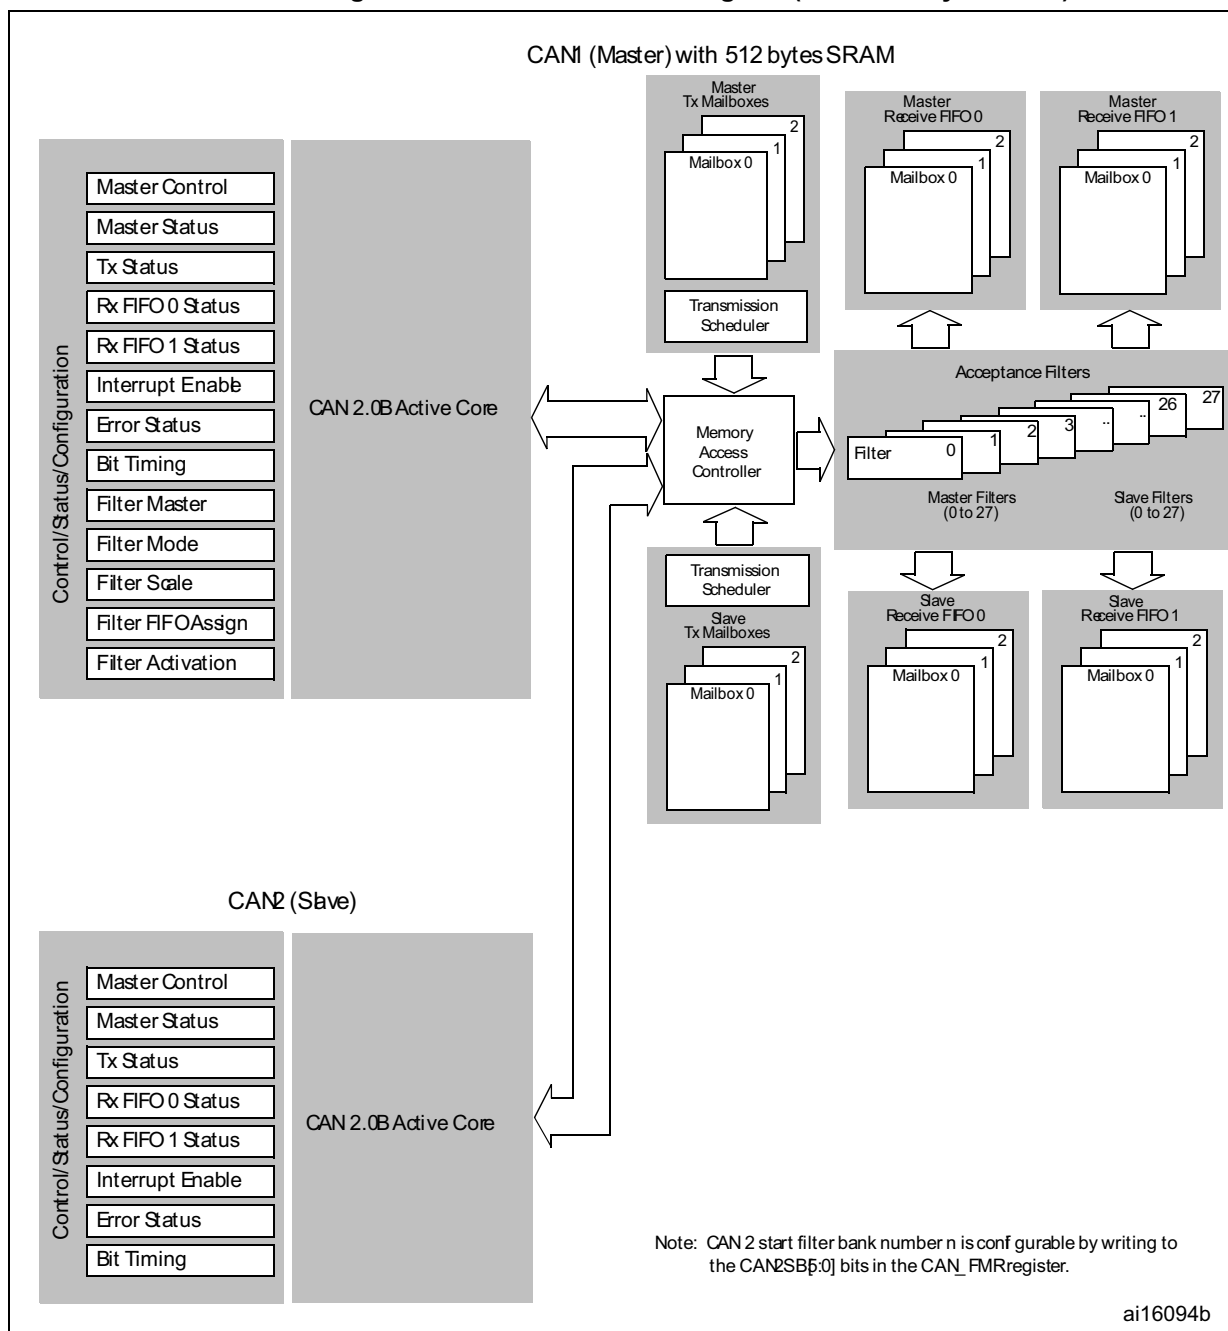 CAN1 (Master) with 512 bytes SRAM
Control/Status/Configuration
Master Control
Master Status
Tx Status
Rx FIFO 0 Status
Rx FIFO 1 Status
Interrupt Enable
Error Status
Bit Timing
Filter Master
Filter Mode
Filter Scale
Filter FIFO Assign
Filter Activation
CAN 2.0B Active Core
Master
Tx Mailboxes
2
1
Mailbox 0
Transmission
Scheduler
Master
Receive FIFO 0
2
1
Mailbox 0
Master
Receive FIFO 1
2
1
Mailbox 0
Memory
Access
Controller
Acceptance Filters
27
26
..
..
3
2
1
Filter 0
Master Filters
(0 to 27)
Slave Filters
(0 to 27)
Transmission
Scheduler
Slave
Tx Mailboxes
2
1
Mailbox 0
Slave
Receive FIFO 0
2
1
Mailbox 0
Slave
Receive FIFO 1
2
1
Mailbox 0
CAN2 (Slave)
Control/Status/Configuration
Master Control
Master Status
Tx Status
Rx FIFO 0 Status
Rx FIFO 1 Status
Interrupt Enable
Error Status
Bit Timing
CAN 2.0B Active Core
Note: CAN 2 start filter bank number n is configurable by writing to
the CAN2SB[5:0] bits in the CAN_FMR register.
ai16094b